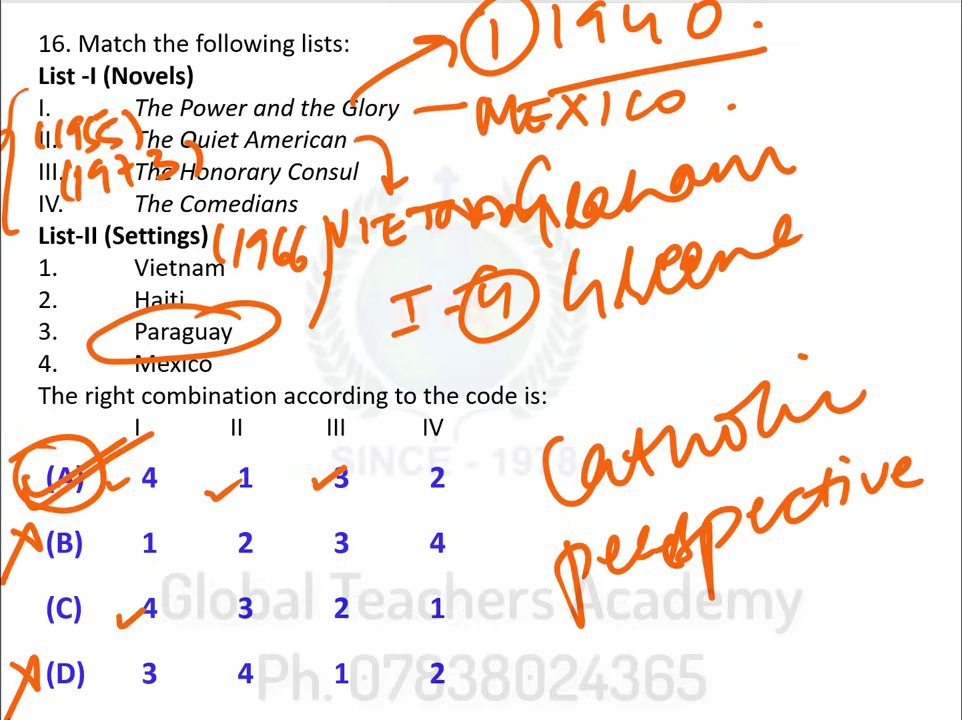 ① 1940.
16. Match the following lists:
List -I (Novels)
I. The Power and the Glory — MEXICO.
(1955)
II. The Quiet American
(1973)
III. The Honorary Consul
IV. The Comedians
VIETNAM Graham
List-II (Settings) (1966)
Greene
1. Vietnam
I - 4
2. Haiti
3. Paraguay
4. Mexico
The right combination according to the code is:
I II III IV
Catholic
SINCE - 1978
(A) 4 1 3 2
perspective
(B) 1 2 3 4
Global Teachers Academy
(C) 4 3 2 1
Ph. 07838024365
(D) 3 4 1 2